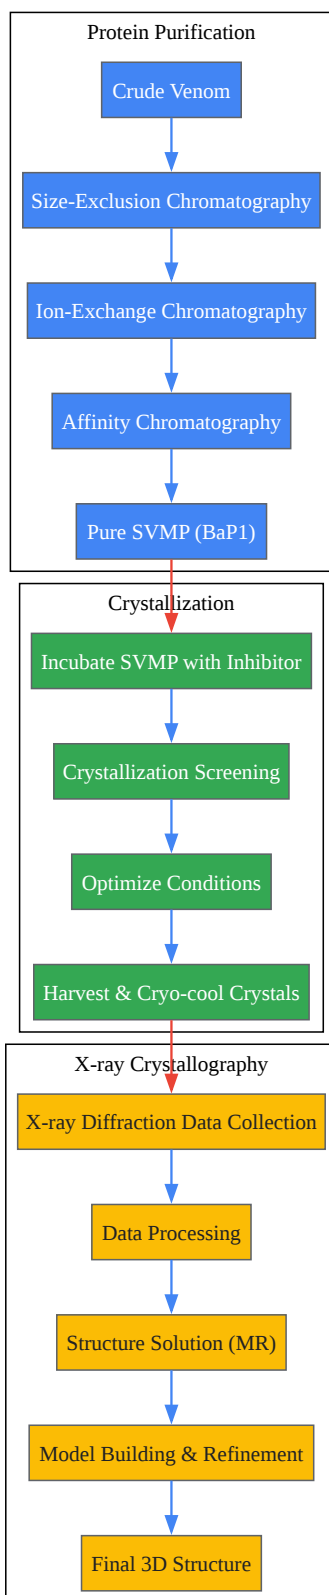 Protein Purification
Crude Venom
Size-Exclusion Chromatography
Ion-Exchange Chromatography
Affinity Chromatography
Pure SVMP (BaP1)
Crystallization
Incubate SVMP with Inhibitor
Crystallization Screening
Optimize Conditions
Harvest & Cryo-cool Crystals
X-ray Crystallography
X-ray Diffraction Data Collection
Data Processing
Structure Solution (MR)
Model Building & Refinement
Final 3D Structure